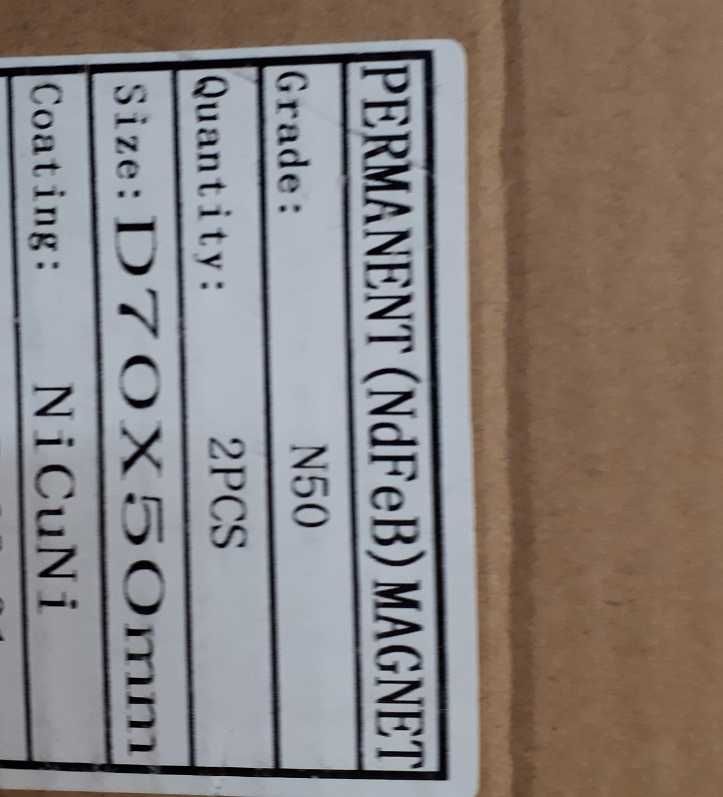 PERMANENT(NdFeB)MAGNET
Grade: N50
Quantity: 2PCS
Size: D70X50mm
Coating: NiCuNi